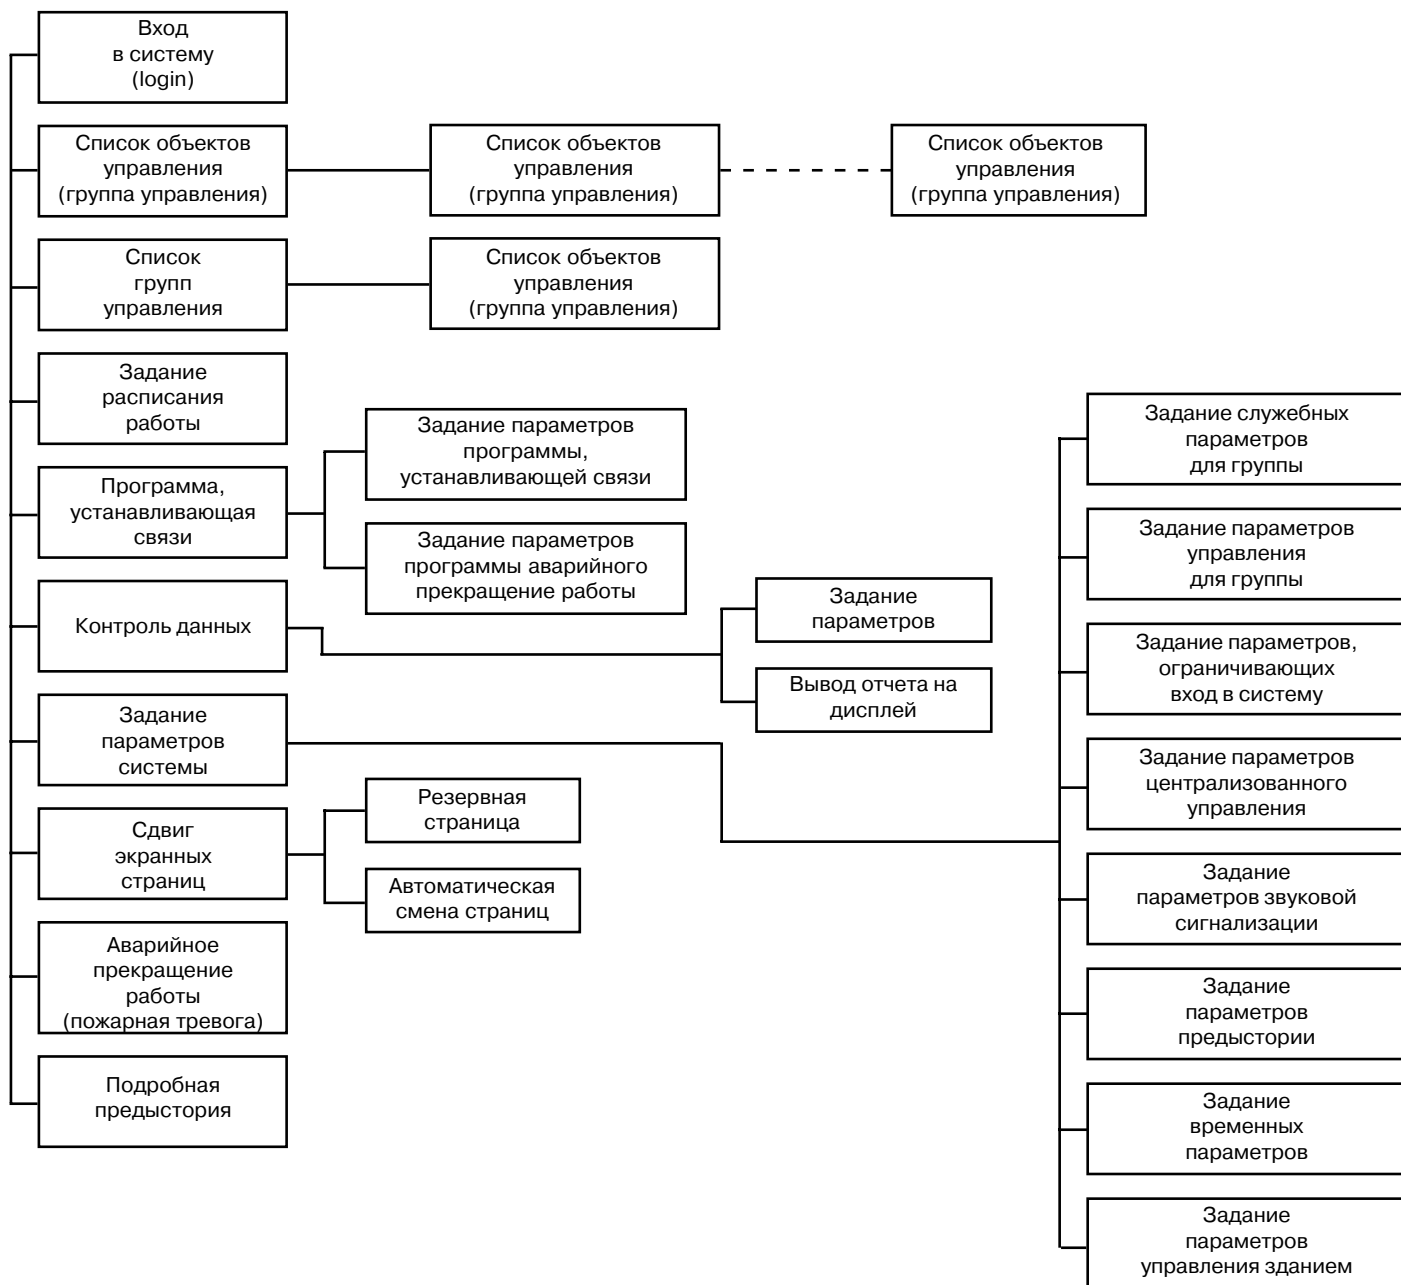 Вход
в систему
(login)
Список объектов
управления
(группа управления)
Список объектов
управления
(группа управления)
Список объектов
управления
(группа управления)
Список
групп
управления
Список объектов
управления
(группа управления)
Задание
расписания
работы
Программа,
устанавливающая
связи
Задание параметров
программы,
устанавливающей связи
Задание параметров
программы аварийного
прекращение работы
Контроль данных
Задание
параметров
Вывод отчета на
дисплей
Задание
параметров
системы
Задание служебных
параметров
для группы
Задание параметров
управления
для группы
Задание параметров,
ограничивающих
вход в систему
Задание параметров
централизованного
управления
Задание
параметров звуковой
сигнализации
Задание
параметров
предыстории
Задание
временных
параметров
Задание
параметров
управления зданием
Сдвиг
экранных
страниц
Резервная
страница
Автоматическая
смена страниц
Аварийное
прекращение
работы
(пожарная тревога)
Подробная
предыстория